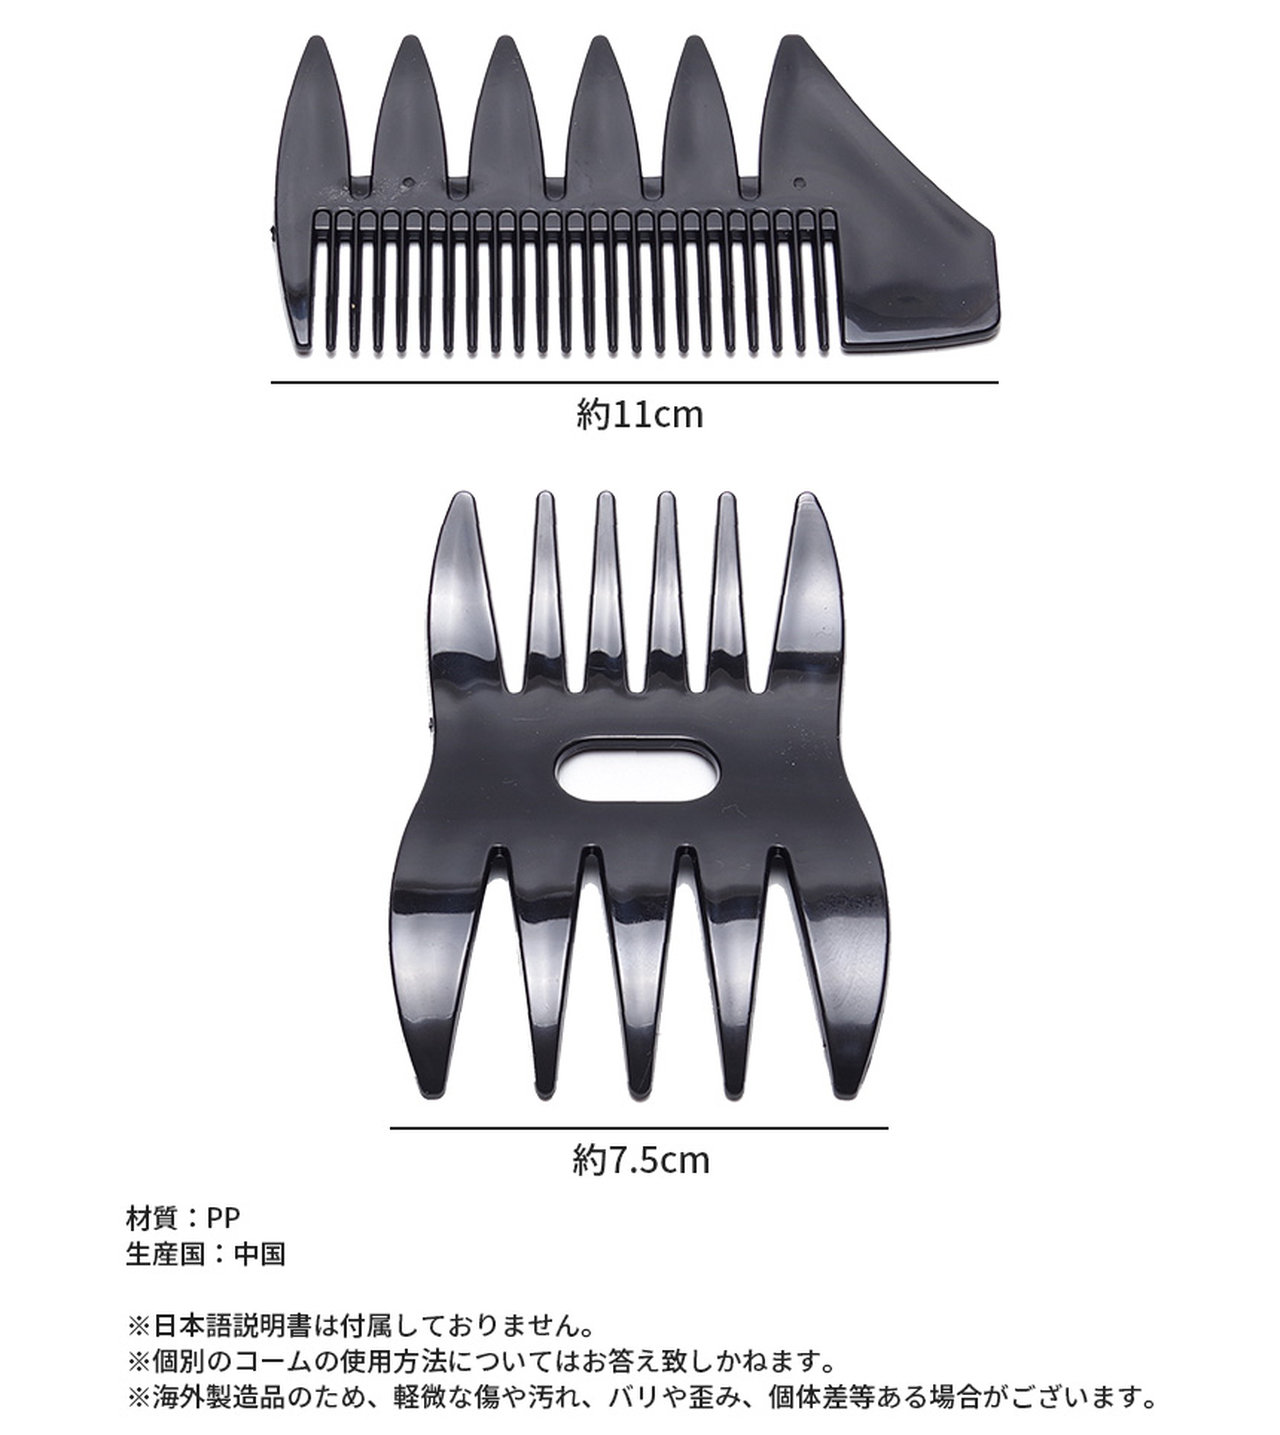 約11cm
約7.5cm
材質：PP
生産国：中国
※日本語説明書は付属しておりません。
※個別のコームの使用方法についてはお答え致しかねます。
※海外製造品のため、軽微な傷や汚れ、バリや歪み、個体差等ある場合がございます。